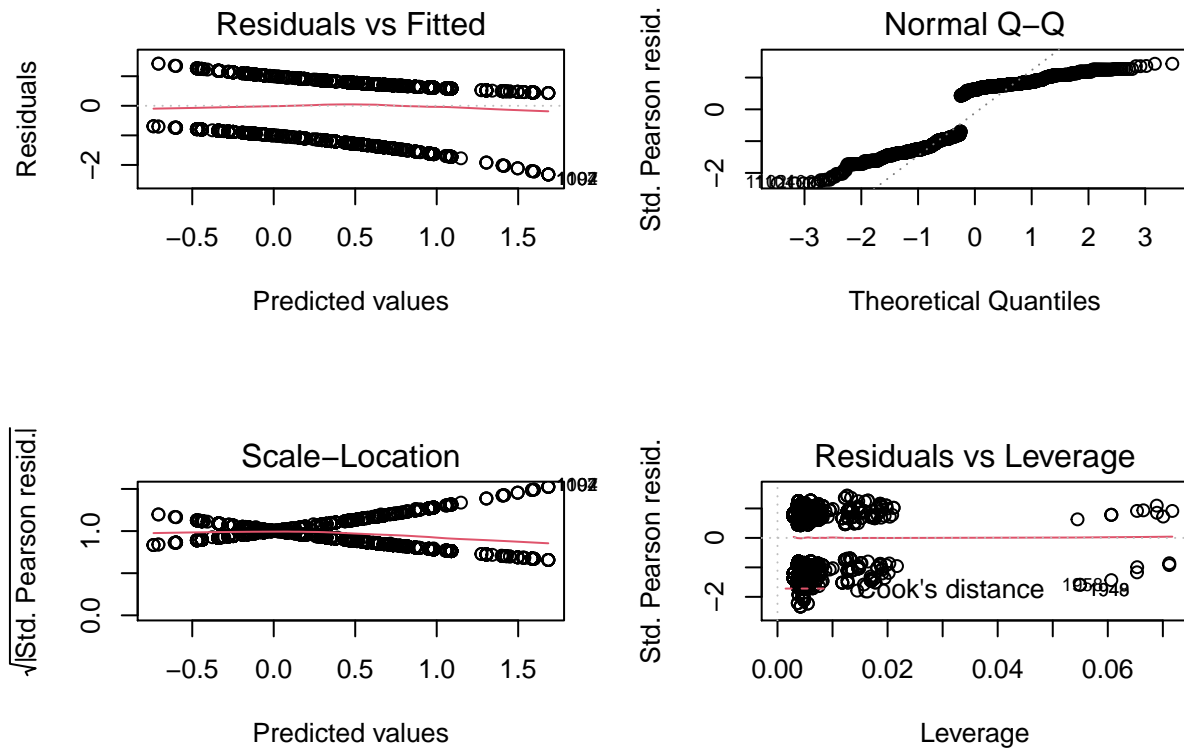 Residuals vs Fitted
Residuals
0
−2
−0.5 0.0 0.5 1.0 1.5
Predicted values
Normal Q−Q
Std. Pearson resid.
0
−2
−3 −2 −1 0 1 2 3
Theoretical Quantiles
Scale−Location
√|Std. Pearson resid.|
1.0
0.0
−0.5 0.0 0.5 1.0 1.5
Predicted values
Residuals vs Leverage
Std. Pearson resid.
0
−2
Cook's distance
1948
0.00 0.02 0.04 0.06
Leverage